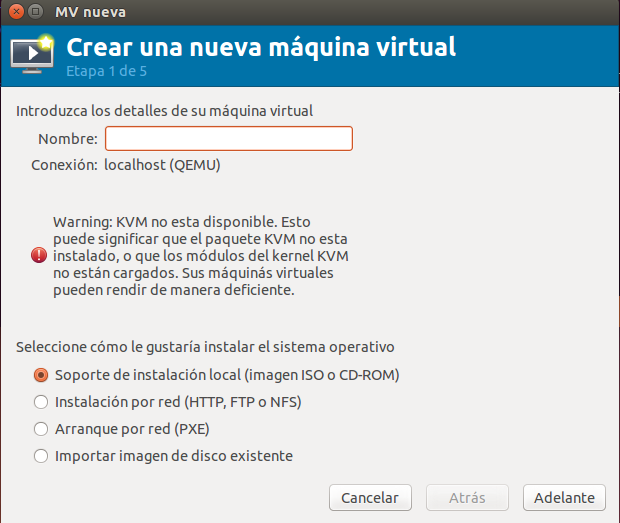 MV nueva
Crear una nueva máquina virtual
Etapa 1 de 5
Introduzca los detalles de su máquina virtual
Nombre:
Conexión: localhost (QEMU)
Warning: KVM no esta disponible. Esto
puede significar que el paquete KVM no esta
instalado, o que los módulos del kernel KVM
no están cargados. Sus máquinás virtuales
pueden rendir de manera deficiente.
Seleccione cómo le gustaría instalar el sistema operativo
Soporte de instalación local (imagen ISO o CD-ROM)
Instalación por red (HTTP, FTP o NFS)
Arranque por red (PXE)
Importar imagen de disco existente
Cancelar Atrás Adelante